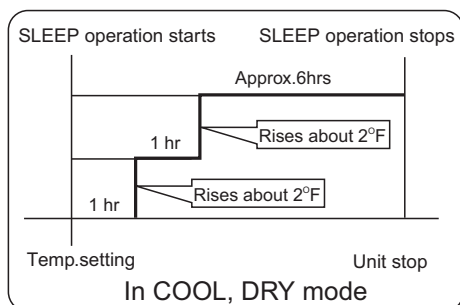 SLEEP operation starts
SLEEP operation stops
Approx.6hrs
1 hr
Rises about 2°F
1 hr
Rises about 2°F
Temp.setting
Unit stop
In COOL, DRY mode